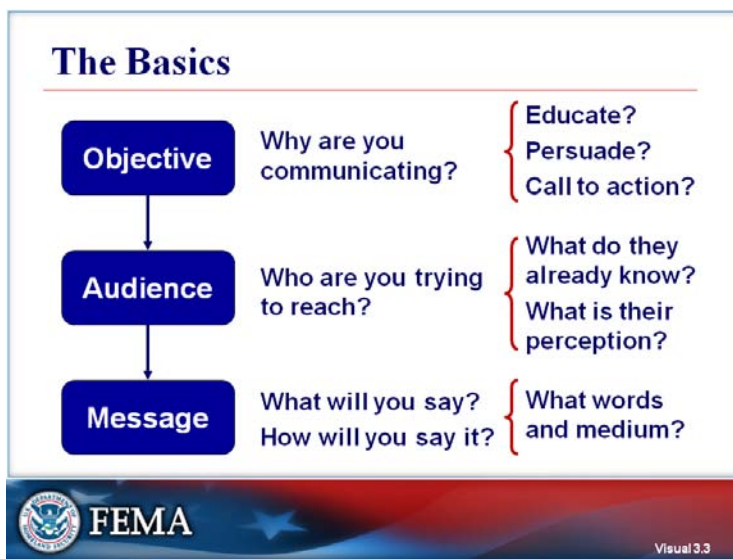 The Basics
Objective
Why are you
communicating?
Educate?
Persuade?
Call to action?
Audience
Who are you trying
to reach?
What do they
already know?
What is their
perception?
Message
What will you say?
How will you say it?
What words
and medium?
FEMA
Visual 3.3